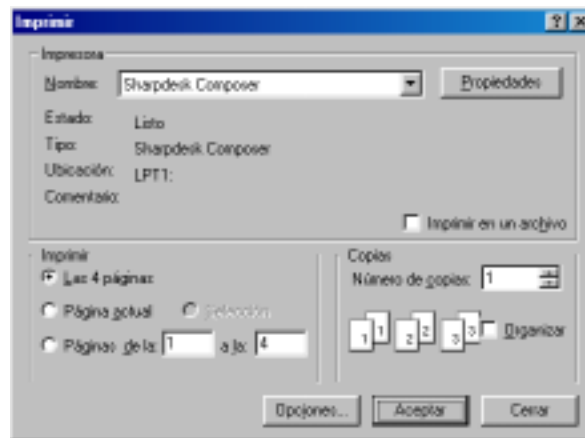 Imprimir
Impresora
Nombre: Sharpdesk Composer Propiedades
Estado: Listo
Tipo: Sharpdesk Composer
Ubicación: LPT1:
Comentario:
Imprimir en un archivo
Imprimir
Las 4 páginas
Página actual Selección
Páginas de la: 1 a la: 4
Copias
Número de copias: 1
1 1 2 2 3 3 Organizar
Opciones... Aceptar Cerrar